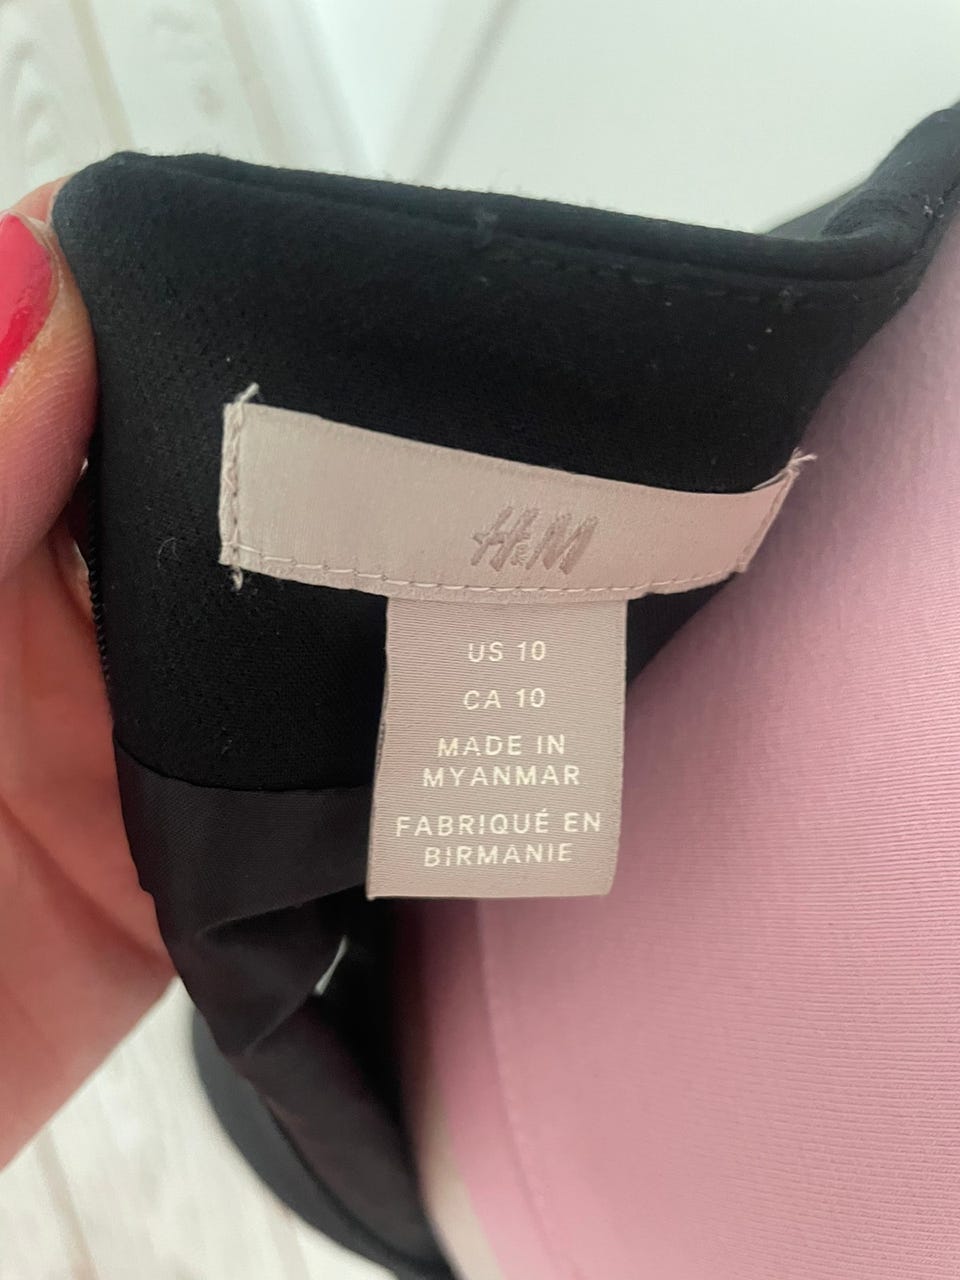 H&M
US 10
CA 10
MADE IN
MYANMAR
FABRIQUÉ EN
BIRMANIE